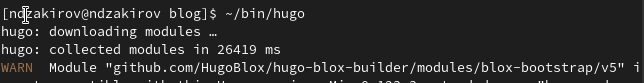 [ndzakirov@ndzakirov blog]$ ~/bin/hugo
hugo: downloading modules …
hugo: collected modules in 26419 ms
WARN  Module "github.com/HugoBlox/hugo-blox-builder/modules/blox-bootstrap/v5" i